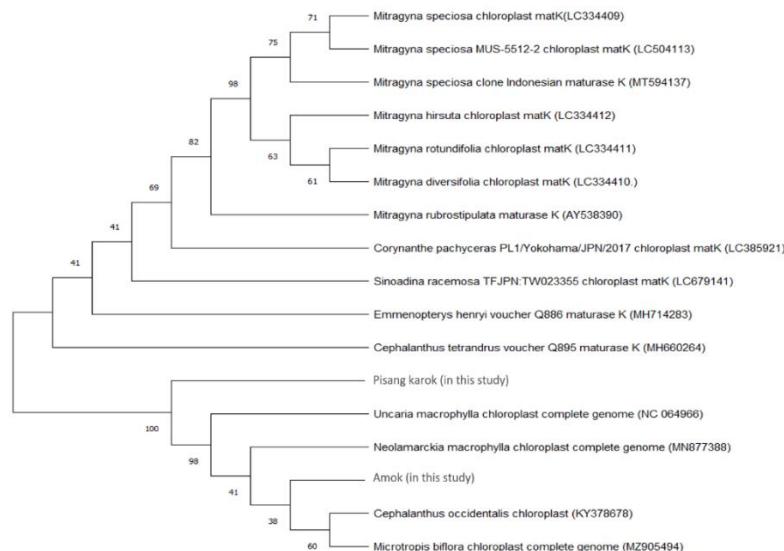 71
Mitragyna speciosa chloroplast matK(LC334409)
75
Mitragyna speciosa MUS-5512-2 chloroplast matK (LC504113)
98
Mitragyna speciosa clone Indonesian maturase K (MT594137)
Mitragyna hirsuta chloroplast matK (LC334412)
82
63
Mitragyna rotundifolia chloroplast matK (LC334411)
61
Mitragyna diversifolia chloroplast matK (LC334410.)
69
Mitragyna rubrostipulata maturase K (AY538390)
41
Corynanthe pachyceras PL1/Yokohama/JPN/2017 chloroplast matK (LC385921)
41
Sinoadina racemosa TFJPN:TW023355 chloroplast matK (LC679141)
Emmenopterys henryi voucher Q886 maturase K (MH714283)
Cephalanthus tetrandrus voucher Q895 maturase K (MH660264)
Pisang karok (in this study)
100
Uncaria macrophylla chloroplast complete genome (NC 064966)
98
Neolamarckia macrophylla chloroplast complete genome (MN877388)
41
Amok (in this study)
38
Cephalanthus occidentalis chloroplast (KY378678)
60
Microtropis biflora chloroplast complete genome (MZ905494)